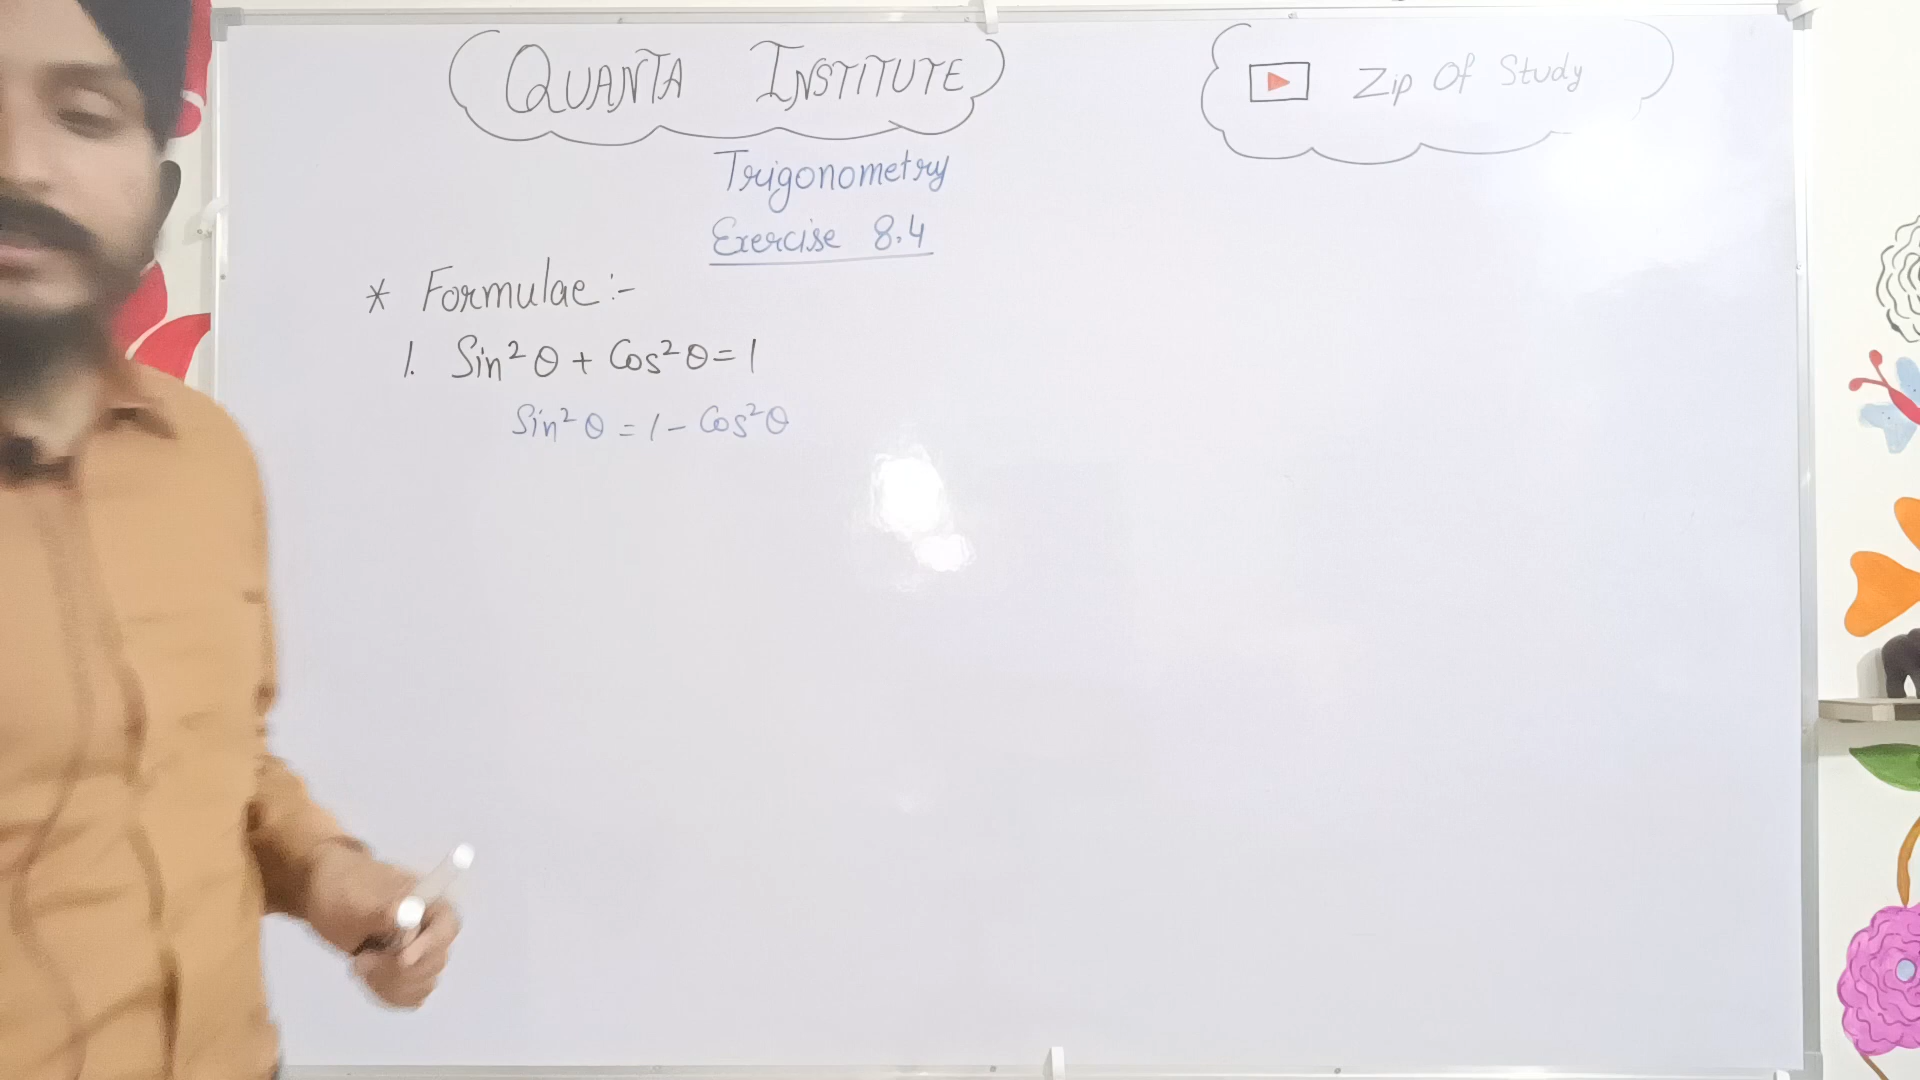 QUANTA INSTITUTE
Zip Of Study
Trigonometry
Exercise 8.4
* Formulae :-
1. Sin²θ + Cos²θ = 1
Sin²θ = 1 - Cos²θ